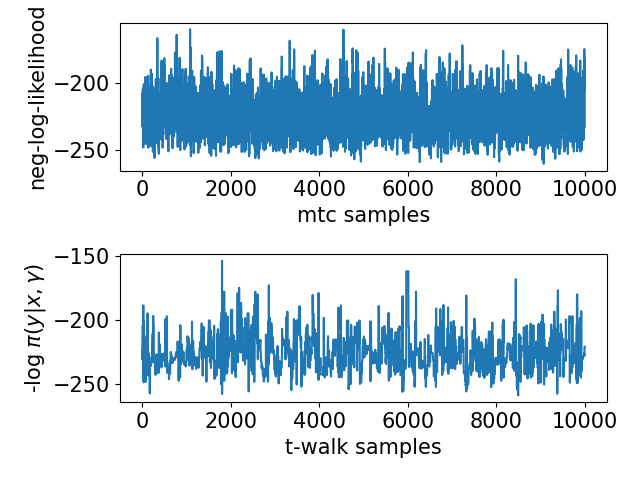 neg-log-likelihood
−200
−250
0 2000 4000 6000 8000 10000
mtc samples
-log π(y|x, γ)
−150
−200
−250
0 2000 4000 6000 8000 10000
t-walk samples